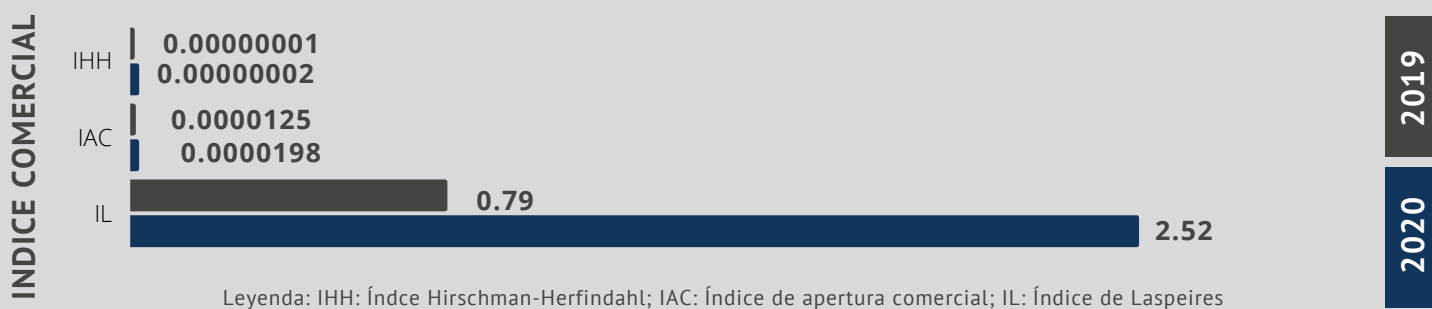 INDICE COMERCIAL
IHH
0.00000001
0.00000002
IAC
0.0000125
0.0000198
IL
0.79
2.52
2019
2020
Leyenda: IHH: Índce Hirschman-Herfindahl; IAC: Índice de apertura comercial; IL: Índice de Laspeires